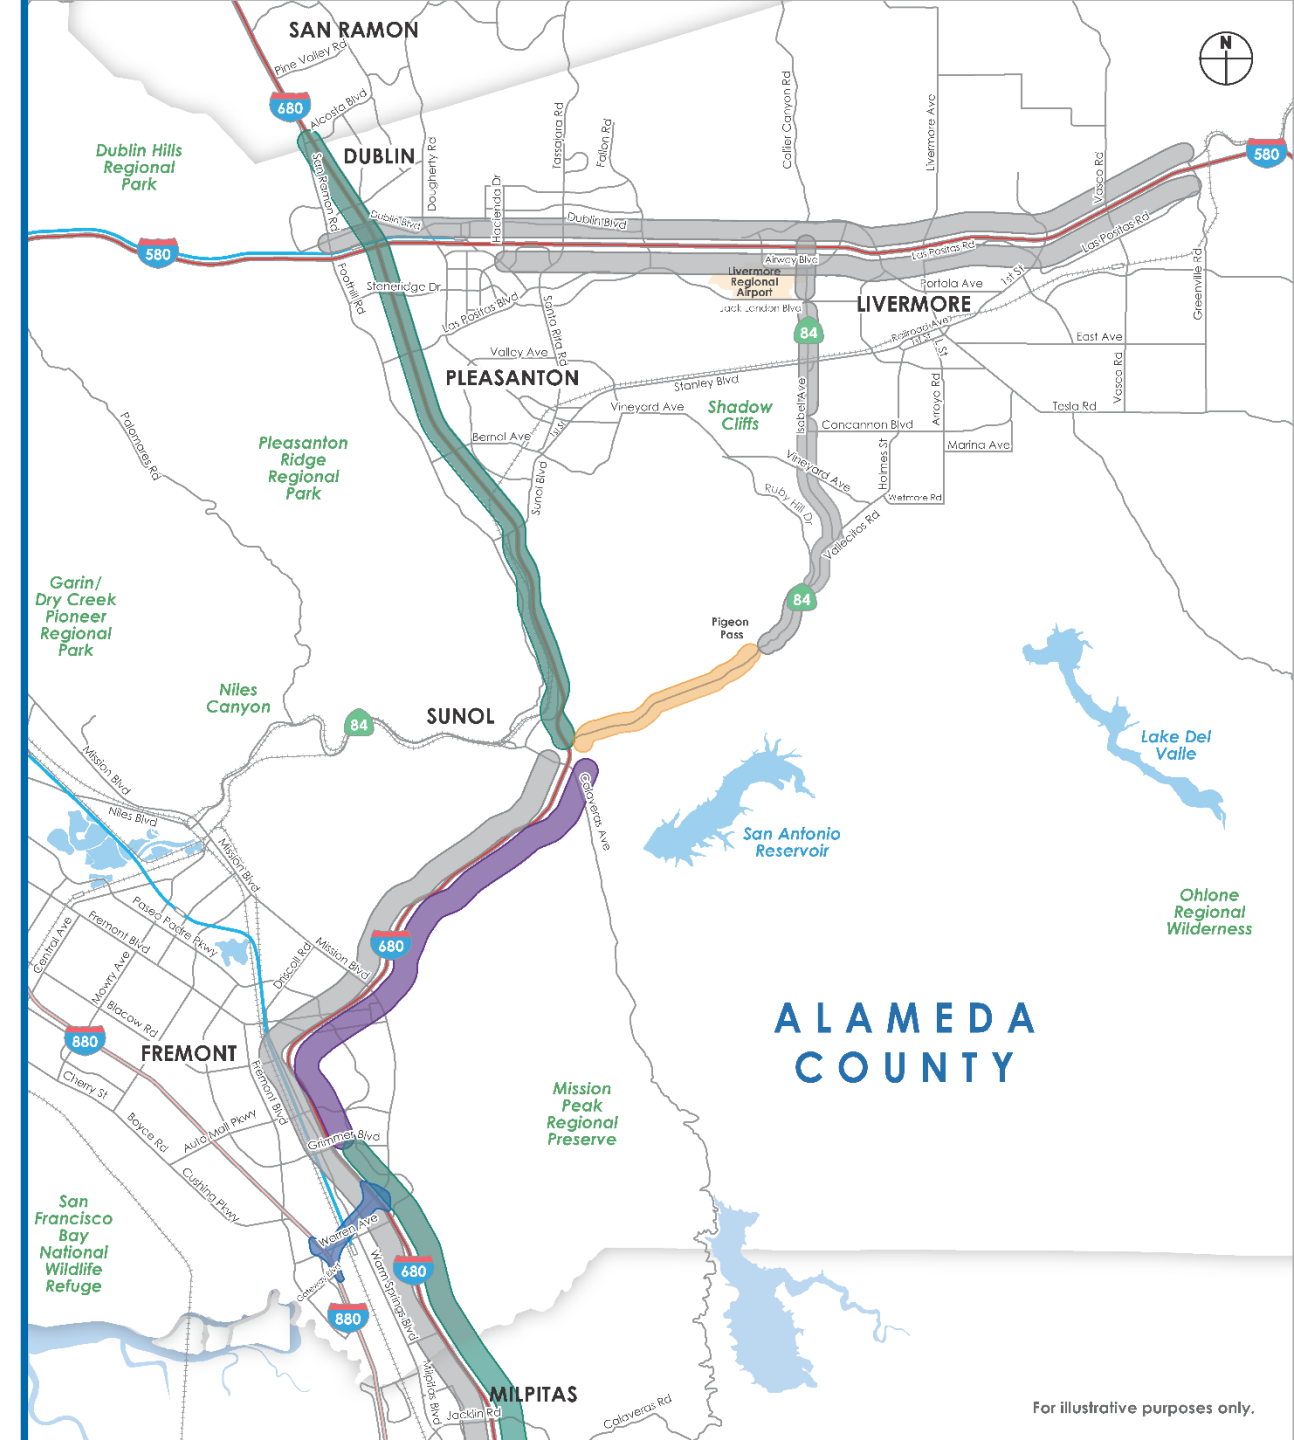 SAN RAMON
Pine Valley Rd
N
680
Alcosta Blvd
Dublin Hills
Regional
Park
DUBLIN
San Ramon Rd
Dougherty Rd
Hacienda Dr
Tassajara Rd
Fallon Rd
Collier Canyon Rd
Livermore Ave
Vasco Rd
580
Dublin Blvd
Dublin Blvd
580
Las Positas Rd
Las Positas Rd
Airway Blvd
Foothill Rd
Stoneridge Dr
Livermore
Regional
Airport
Portola Ave
1st St
Greenville Rd
Las Positas Blvd
Santa Rita Rd
Jack London Blvd
LIVERMORE
84
Railroad Ave
1st St
L St
East Ave
Valley Ave
PLEASANTON
Stanley Blvd
Vineyard Ave
Shadow
Cliffs
Isabel Ave
Arroyo Rd
Vasco Rd
Tesla Rd
Palomares Rd
Concannon Blvd
Bernal Ave
1st St
Marina Ave
Pleasanton
Ridge
Regional
Park
Sunol Blvd
Vineyard Ave
Holmes St
Ruby Hill Dr
Wetmore Rd
Vallecitos Rd
Garin/
Dry Creek
Pioneer
Regional
Park
84
Pigeon
Pass
Niles
Canyon
84
SUNOL
Lake Del
Valle
Mission Blvd
Niles Blvd
Calaveras Ave
San Antonio
Reservoir
Mission Blvd
Ohlone
Regional
Wilderness
Paseo Padre Pkwy
Fremont Blvd
Central Ave
Mowry Ave
Driscoll Rd
Mission Blvd
680
Blacow Rd
ALAMEDA
COUNTY
880
FREMONT
Cherry St
Fremont Blvd
Boyce Rd
Auto Mall Pkwy
Grimmer Blvd
Mission
Peak
Regional
Preserve
Cushing Pkwy
San
Francisco
Bay
National
Wildlife
Refuge
Warren Ave
Warm Springs Blvd
680
Gateway Blvd
880
Milpitas Blvd
MILPITAS
Jacklin Rd
Calaveras Rd
For illustrative purposes only.